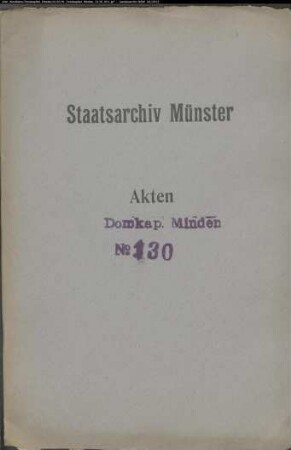 Staatsarchiv Münster
Akten
Domkap. Minden
№ 130